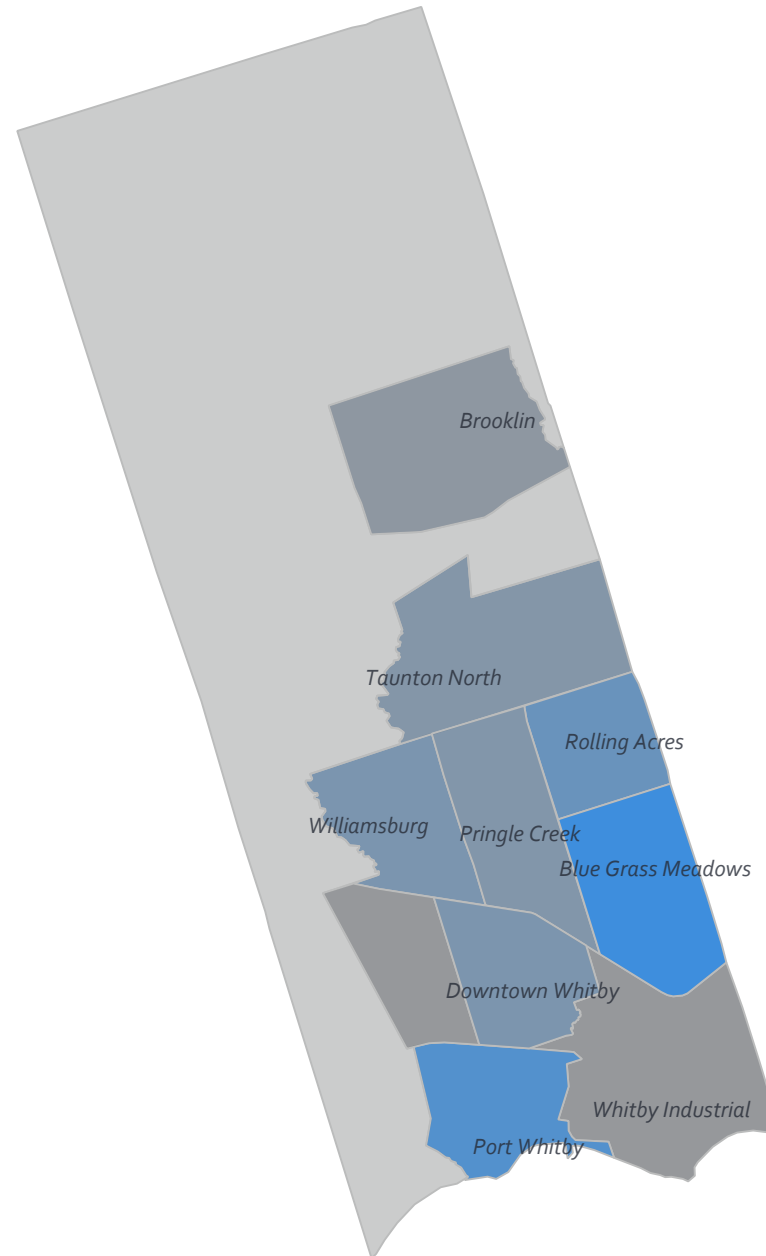 Brooklin
Taunton North
Rolling Acres
Williamsburg
Pringle Creek
Blue Grass Meadows
Downtown Whitby
Whitby Industrial
Port Whitby